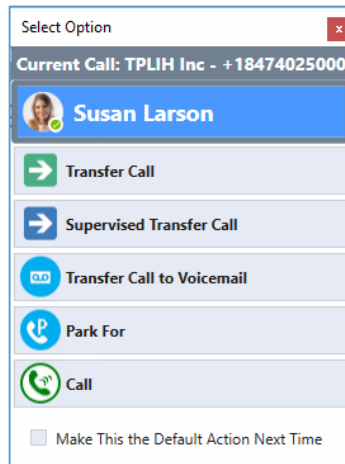 Select Option
x
Current Call: TPLIH Inc - +18474025000
Susan Larson
Transfer Call
Supervised Transfer Call
Transfer Call to Voicemail
P
Park For
Call
Make This the Default Action Next Time